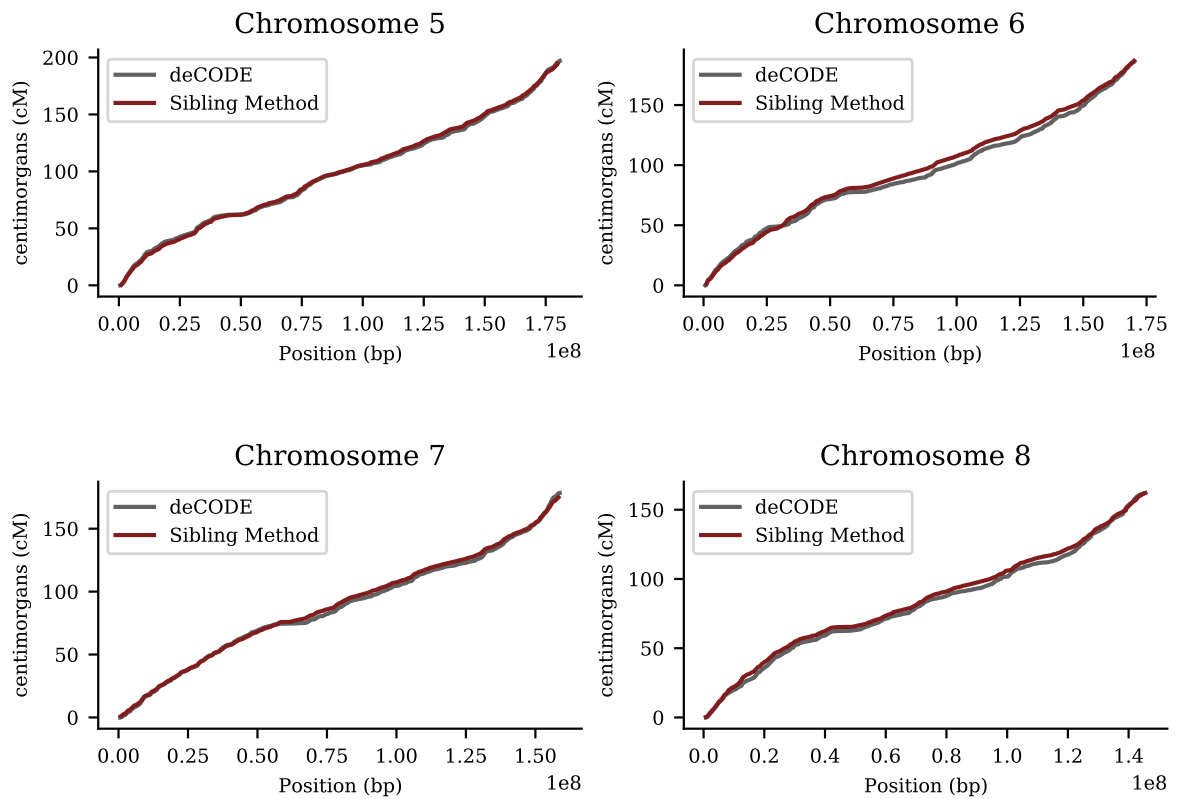 Chromosome 5
centimorgans (cM)
200
150
100
50
0
deCODE
Sibling Method
0.00 0.25 0.50 0.75 1.00 1.25 1.50 1.75
1e8
Position (bp)
Chromosome 6
centimorgans (cM)
150
100
50
0
deCODE
Sibling Method
0.00 0.25 0.50 0.75 1.00 1.25 1.50 1.75
1e8
Position (bp)
Chromosome 7
centimorgans (cM)
150
100
50
0
deCODE
Sibling Method
0.00 0.25 0.50 0.75 1.00 1.25 1.50
1e8
Position (bp)
Chromosome 8
centimorgans (cM)
150
100
50
0
deCODE
Sibling Method
0.0 0.2 0.4 0.6 0.8 1.0 1.2 1.4
1e8
Position (bp)